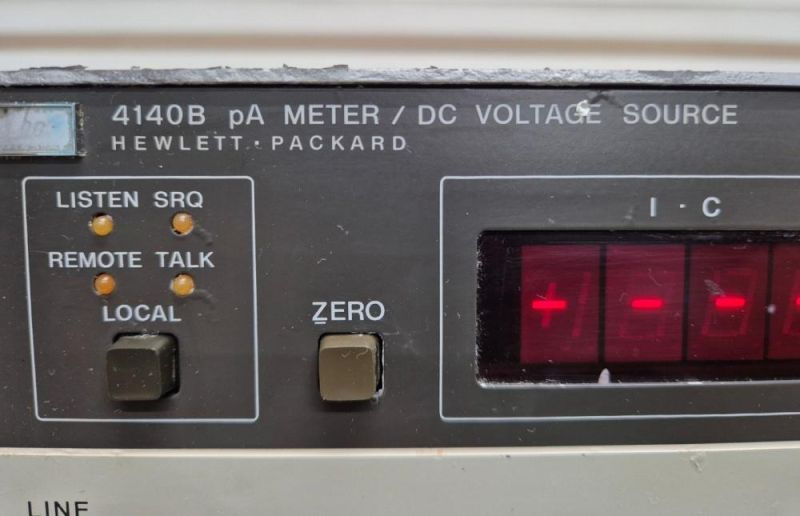 4140B pA METER / DC VOLTAGE SOURCE
HEWLETT · PACKARD
LISTEN SRQ
REMOTE TALK
LOCAL
ZERO
I · C
- - -
LINE